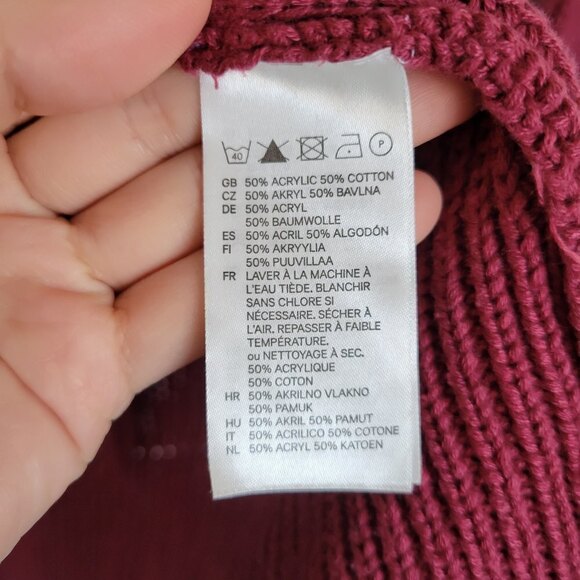 40 P
GB 50% ACRYLIC 50% COTTON
CZ 50% AKRYL 50% BAVLNA
DE 50% ACRYL
50% BAUMWOLLE
ES 50% ACRIL 50% ALGODÓN
FI 50% AKRYYLIA
50% PUUVILLAA
FR LAVER À LA MACHINE À
L'EAU TIÈDE. BLANCHIR
SANS CHLORE SI
NÉCESSAIRE. SÉCHER À
L'AIR. REPASSER À FAIBLE
TEMPÉRATURE.
ou NETTOYAGE À SEC.
50% ACRYLIQUE
50% COTON
HR 50% AKRILNO VLAKNO
50% PAMUK
HU 50% AKRIL 50% PAMUT
IT 50% ACRILICO 50% COTONE
NL 50% ACRYL 50% KATOEN